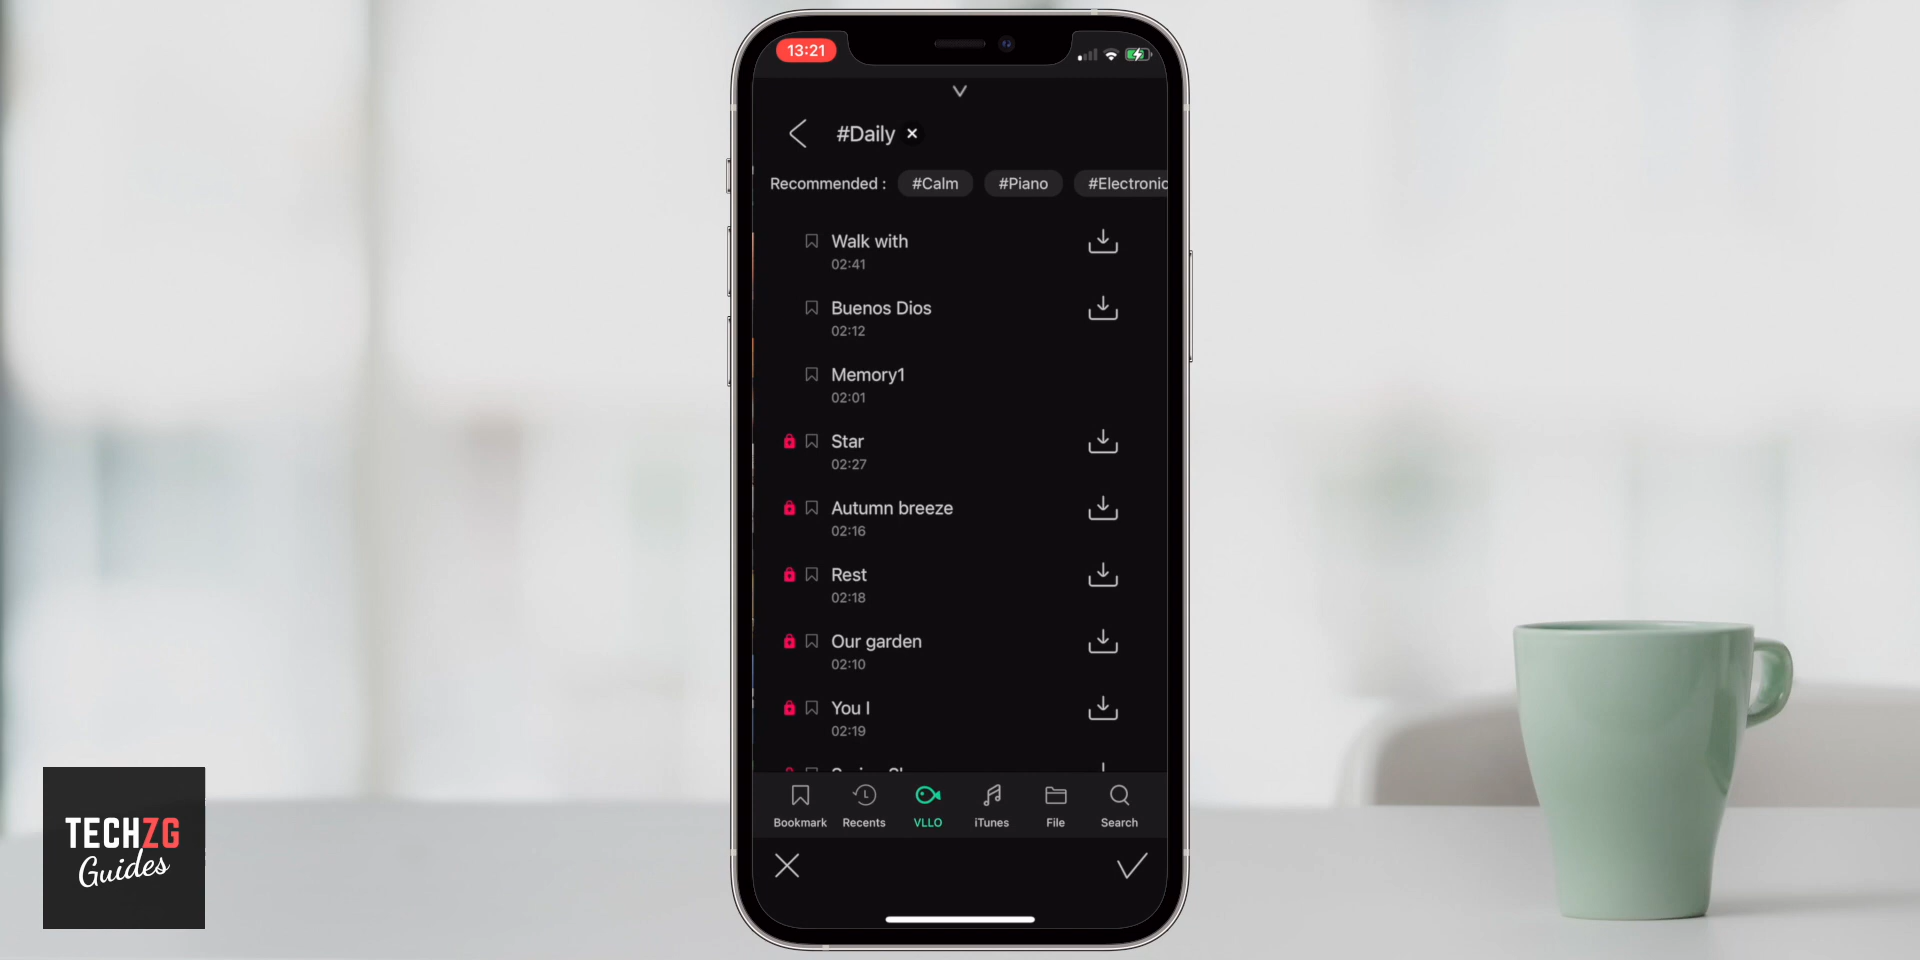 13:21
#Daily
Recommended : #Calm #Piano #Electronic
Walk with
02:41
Buenos Dios
02:12
Memory1
02:01
Star
02:27
Autumn breeze
02:16
Rest
02:18
Our garden
02:10
You I
02:19
Bookmark Recents VLLO iTunes File Search
TECHZG
Guides